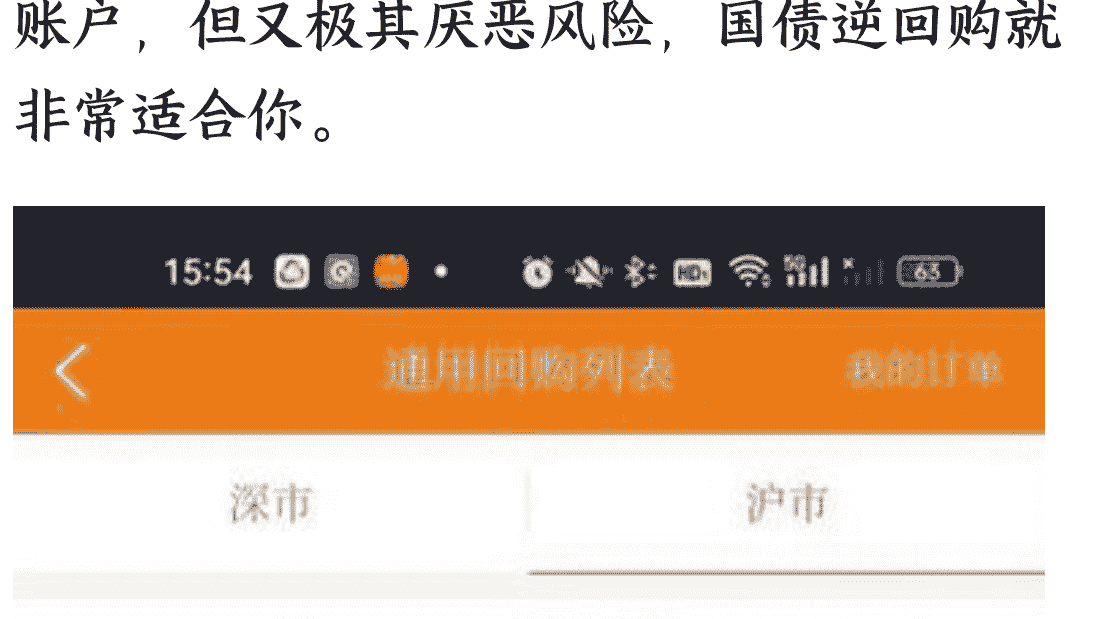 账户，但又极其厌恶风险，国债逆回购就
非常适合你。
15:54 63
通用回购列表 我的订单
深市 沪市